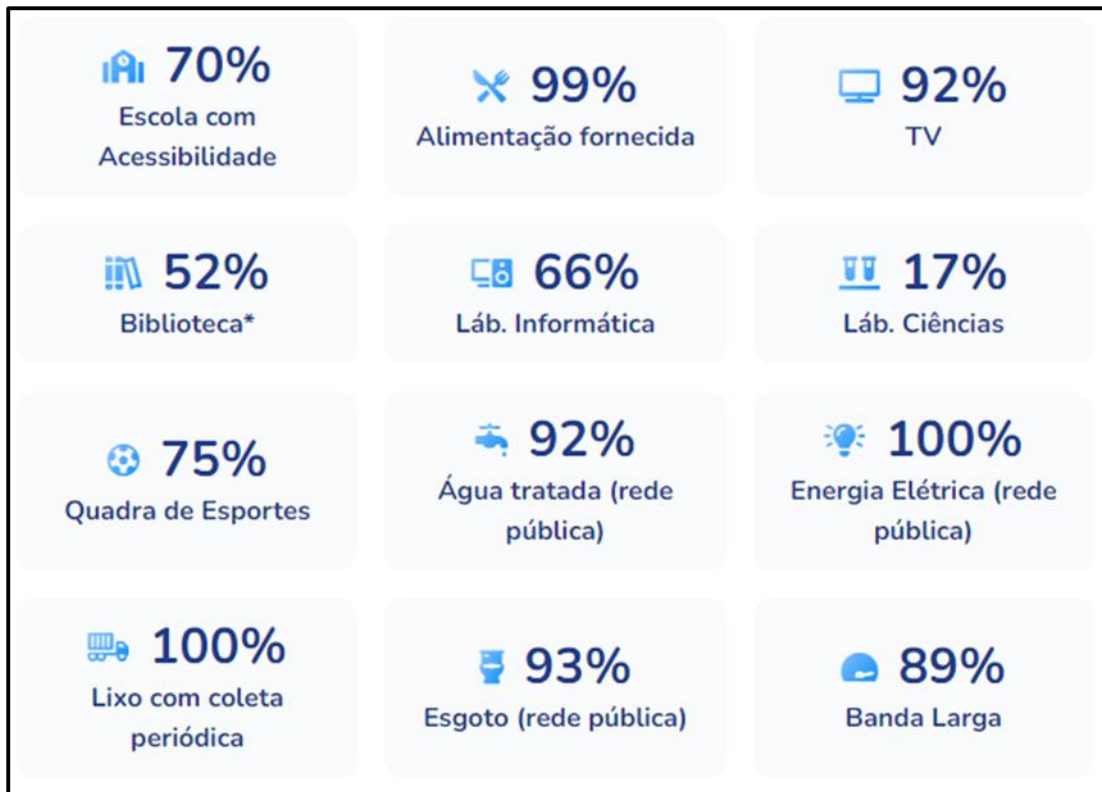 70%
Escola com
Acessibilidade
99%
Alimentação fornecida
92%
TV
52%
Biblioteca*
66%
Láb. Informática
17%
Láb. Ciências
75%
Quadra de Esportes
92%
Água tratada (rede
pública)
100%
Energia Elétrica (rede
pública)
100%
Lixo com coleta
periódica
93%
Esgoto (rede pública)
89%
Banda Larga